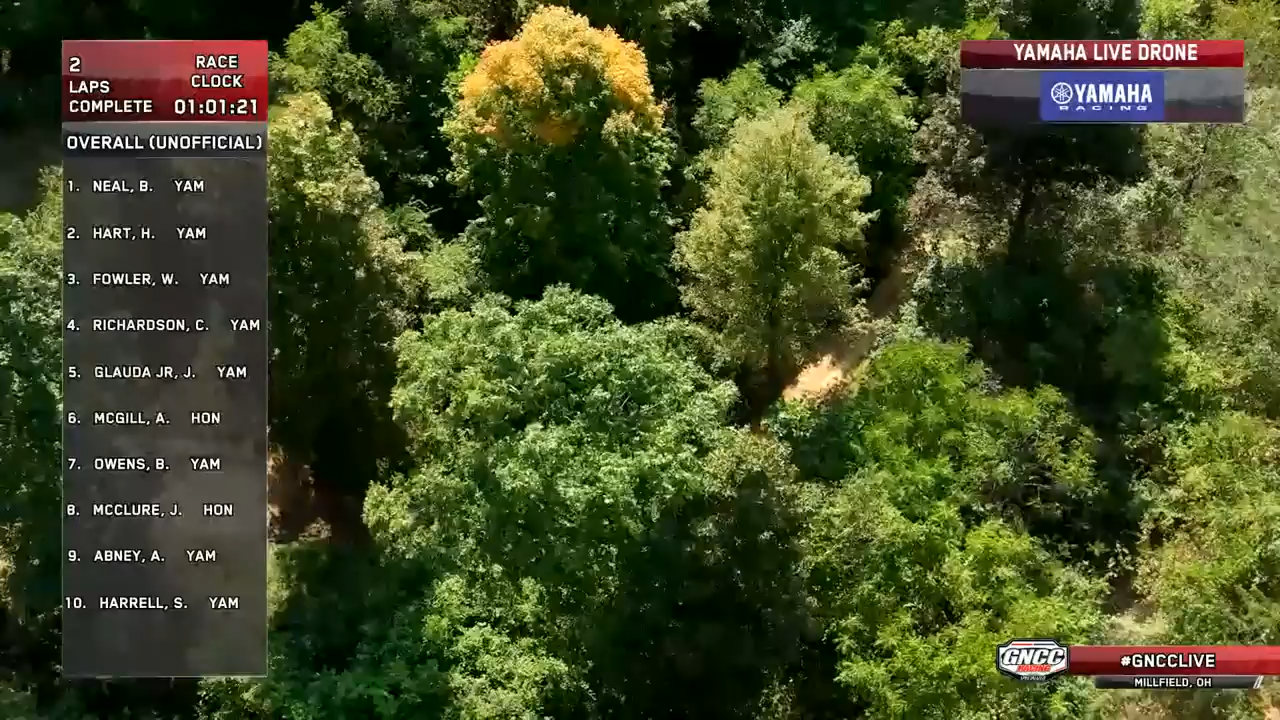 2
LAPS
COMPLETE
RACE
CLOCK
01:01:21
OVERALL (UNOFFICIAL)
1. NEAL, B. YAM
2. HART, H. YAM
3. FOWLER, W. YAM
4. RICHARDSON, C. YAM
5. GLAUDA JR, J. YAM
6. MCGILL, A. HON
7. OWENS, B. YAM
8. MCCLURE, J. HON
9. ABNEY, A. YAM
10. HARRELL, S. YAM
YAMAHA LIVE DRONE
YAMAHA
RACING
GNCC
RACING
#GNCCLIVE
MILLFIELD, OH